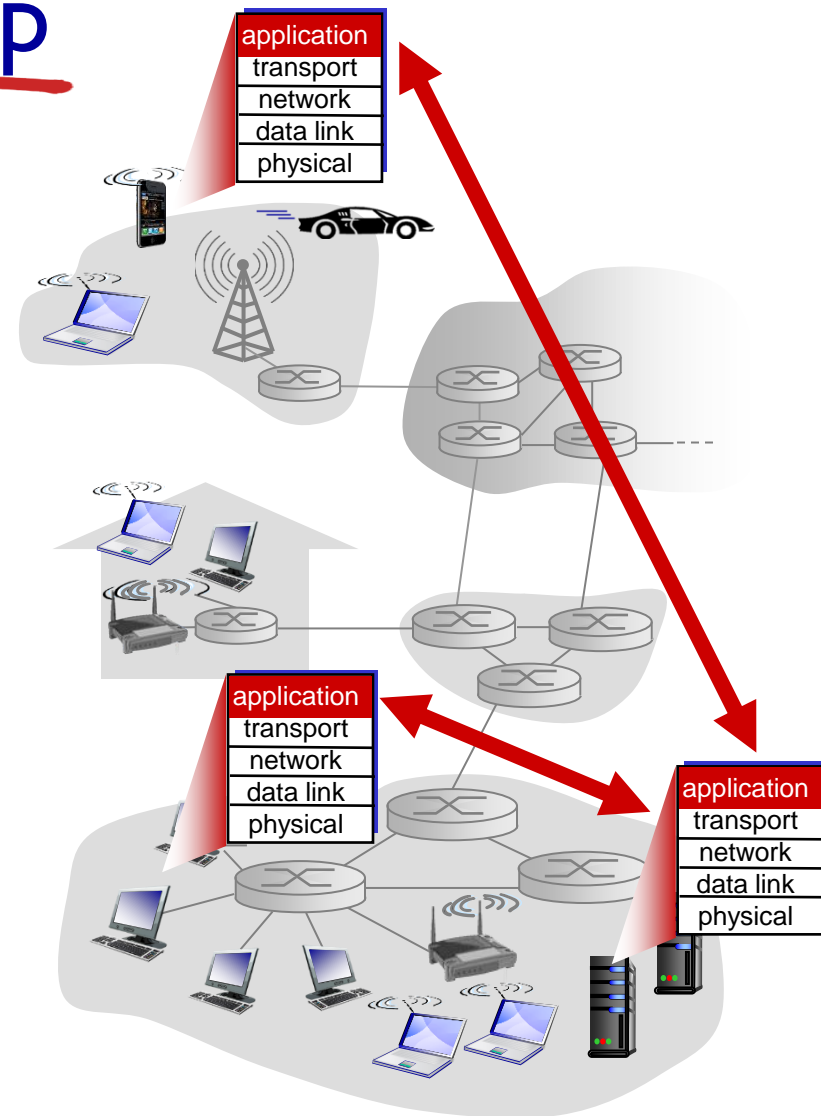 p
application
transport
network
data link
physical
application
transport
network
data link
physical
application
transport
network
data link
physical